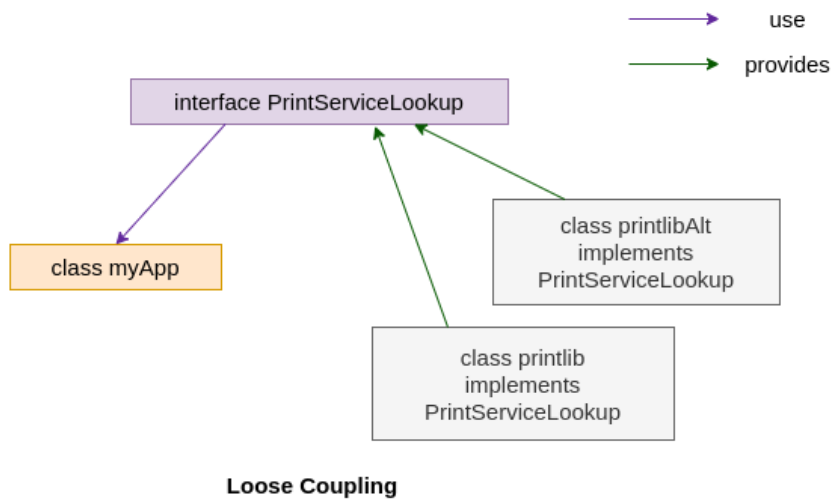 use
provides
interface PrintServiceLookup
class printlibAlt
implements
PrintServiceLookup
class myApp
class printlib
implements
PrintServiceLookup
Loose Coupling